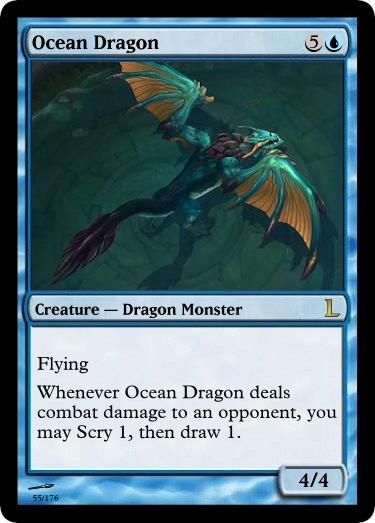 Ocean Dragon 5
Creature — Dragon Monster L
Flying
Whenever Ocean Dragon deals
combat damage to an opponent, you
may Scry 1, then draw 1.
4/4
55/176